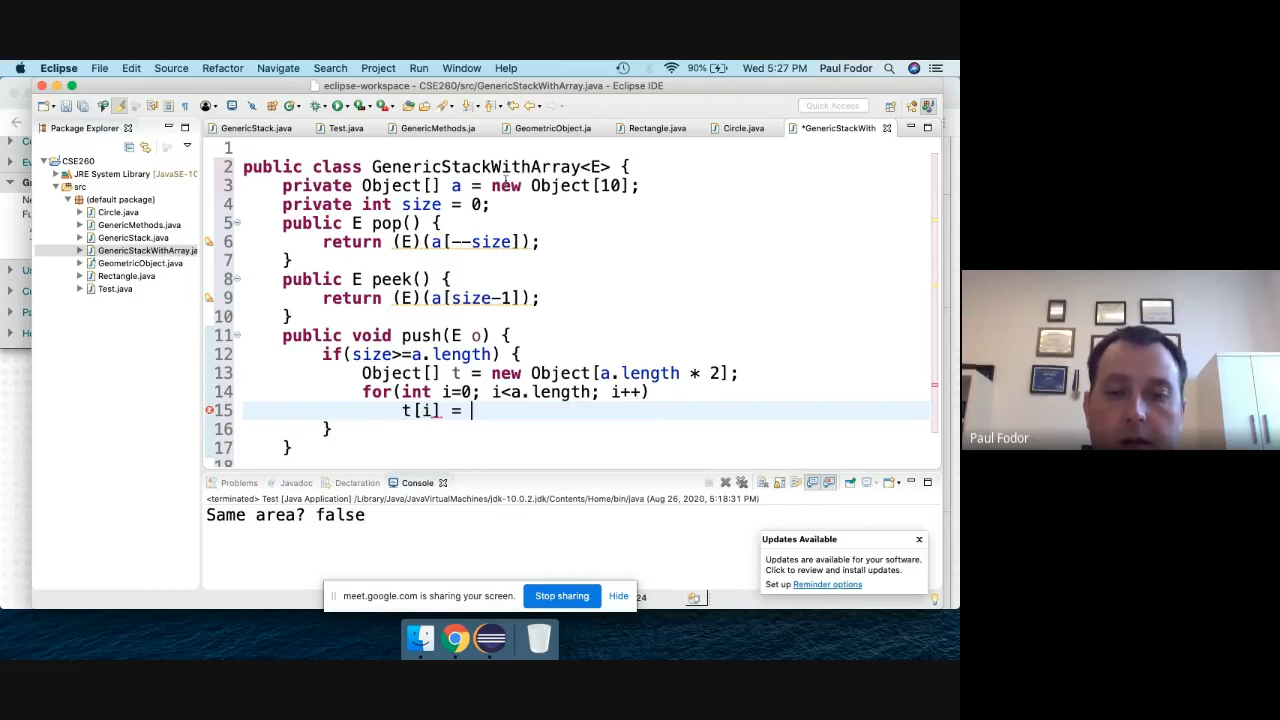 Eclipse File Edit Source Refactor Navigate Search Project Run Window Help 90% Wed 5:27 PM Paul Fodor
eclipse-workspace - CSE260/src/GenericStackWithArray.java - Eclipse IDE
Quick Access
Package Explorer
GenericStack.java Test.java GenericMethods.ja GeometricObject.ja Rectangle.java Circle.java *GenericStackWith
CSE260
JRE System Library [JavaSE-10
src
(default package)
Circle.java
GenericMethods.java
GenericStack.java
GenericStackWithArray.ja
GeometricObject.java
Rectangle.java
Test.java
1
2 public class GenericStackWithArray<E> {
3 private Object[] a = new Object[10];
4 private int size = 0;
5 public E pop() {
6 return (E)(a[--size]);
7 }
8 public E peek() {
9 return (E)(a[size-1]);
10 }
11 public void push(E o) {
12 if(size>=a.length) {
13 Object[] t = new Object[a.length * 2];
14 for(int i=0; i<a.length; i++)
15 t[i] =
16 }
17 }
18
Problems Javadoc Declaration Console
<terminated> Test [Java Application] /Library/Java/JavaVirtualMachines/jdk-10.0.2.jdk/Contents/Home/bin/java (Aug 26, 2020, 5:18:31 PM)
Same area? false
Updates Available
Updates are available for your software.
Click to review and install updates.
Set up Reminder options
meet.google.com is sharing your screen. Stop sharing Hide
24
Paul Fodor